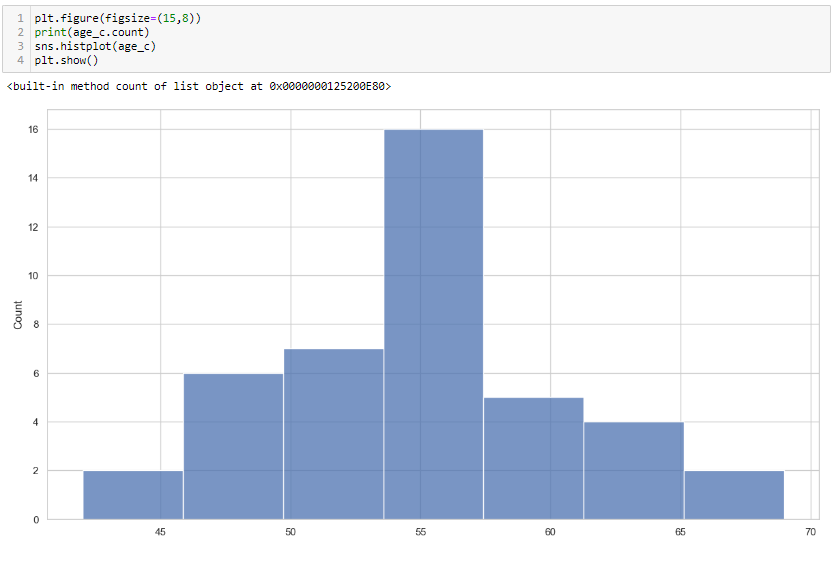 1 plt.figure(figsize=(15,8))
2 print(age_c.count)
3 sns.histplot(age_c)
4 plt.show()
<built-in method count of list object at 0x0000000125200E80>
16
14
12
10
8
6
4
2
0
Count
45 50 55 60 65 70